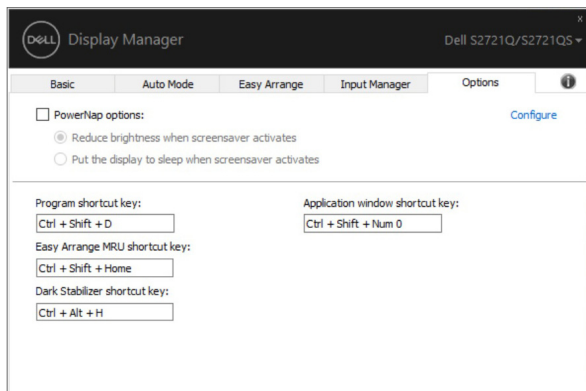 DELL Display Manager
x
Dell S2721Q/S2721QS
Basic Auto Mode Easy Arrange Input Manager Options i
PowerNap options: Configure
Reduce brightness when screensaver activates
Put the display to sleep when screensaver activates
Program shortcut key: Application window shortcut key:
Ctrl + Shift + D Ctrl + Shift + Num 0
Easy Arrange MRU shortcut key:
Ctrl + Shift + Home
Dark Stabilizer shortcut key:
Ctrl + Alt + H